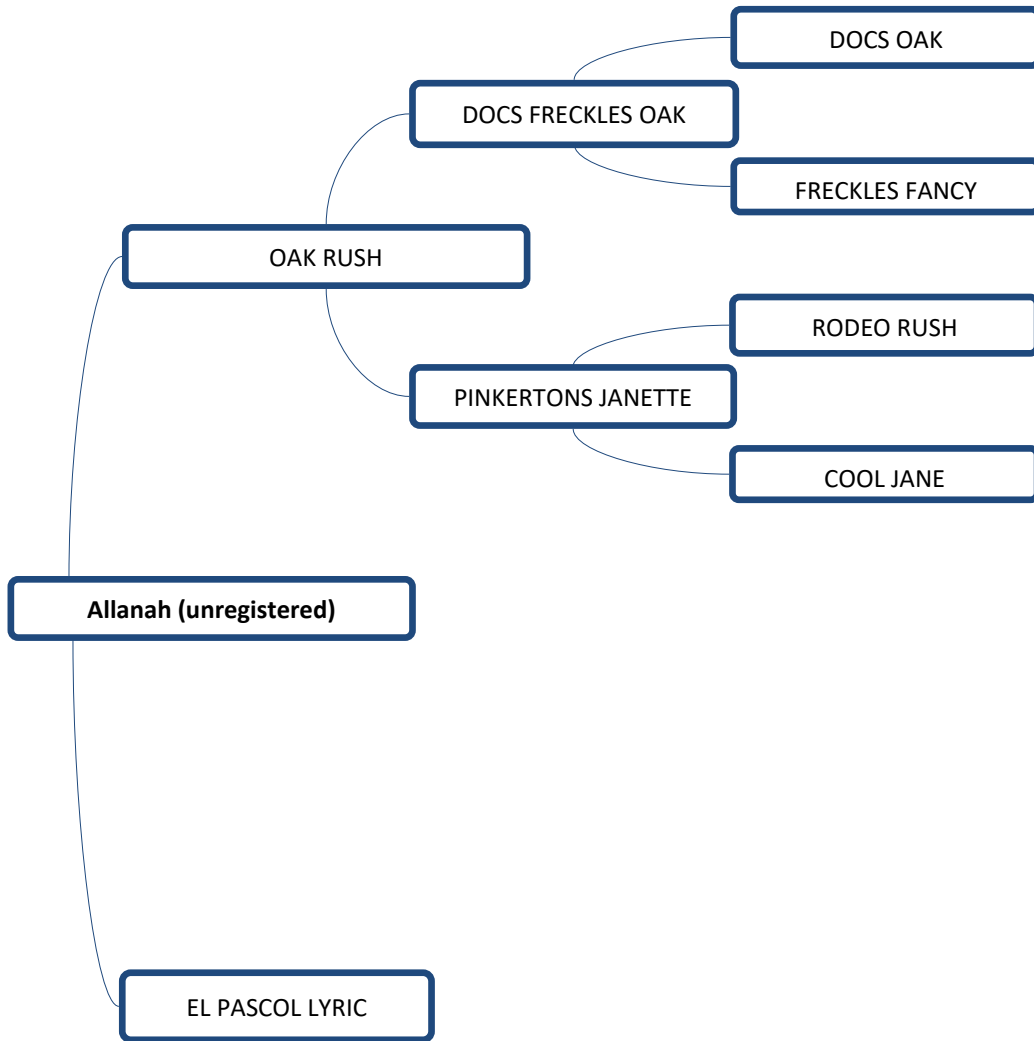 DOCS OAK
DOCS FRECKLES OAK
FRECKLES FANCY
OAK RUSH
RODEO RUSH
PINKERTONS JANETTE
COOL JANE
Allanah (unregistered)
EL PASCOL LYRIC